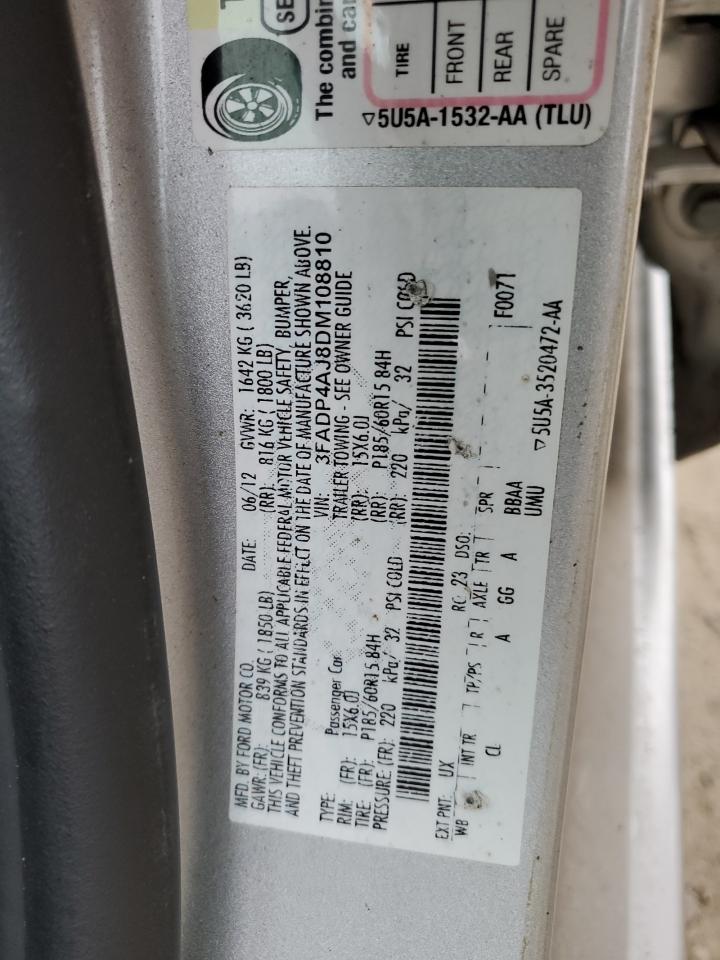 SE
The combin
and car
TIRE
FRONT
REAR
SPARE
▽5U5A-1532-AA (TLU)
MFD. BY FORD MOTOR CO.
DATE: 06/12 GVWR: 1642 KG ( 3620 LB)
GAWR: (FR): 839 KG ( 1850 LB) (RR): 816 KG ( 1800 LB)
THIS VEHICLE CONFORMS TO ALL APPLICABLE FEDERAL MOTOR VEHICLE SAFETY, BUMPER,
AND THEFT PREVENTION STANDARDS IN EFFECT ON THE DATE OF MANUFACTURE SHOWN ABOVE.
VIN: 3FADP4AJ8DM108810
TYPE: Passenger Car TRAILER TOWING - SEE OWNER GUIDE
RIM: (FR): 15X6.0J (RR): 15X6.0J
TIRE: (FR): P185/60R15 84H (RR): P185/60R15 84H
PRESSURE: (FR): 220 kPa/ 32 PSI COLD (RR): 220 kPa/ 32 PSI COLD
EXT PNT: UX RC: 23 DSO: F0071
WB INT TR TP/PS R AXLE TR SPR
CL A GG A BBAA
UMU
▽5U5A-3520472-AA